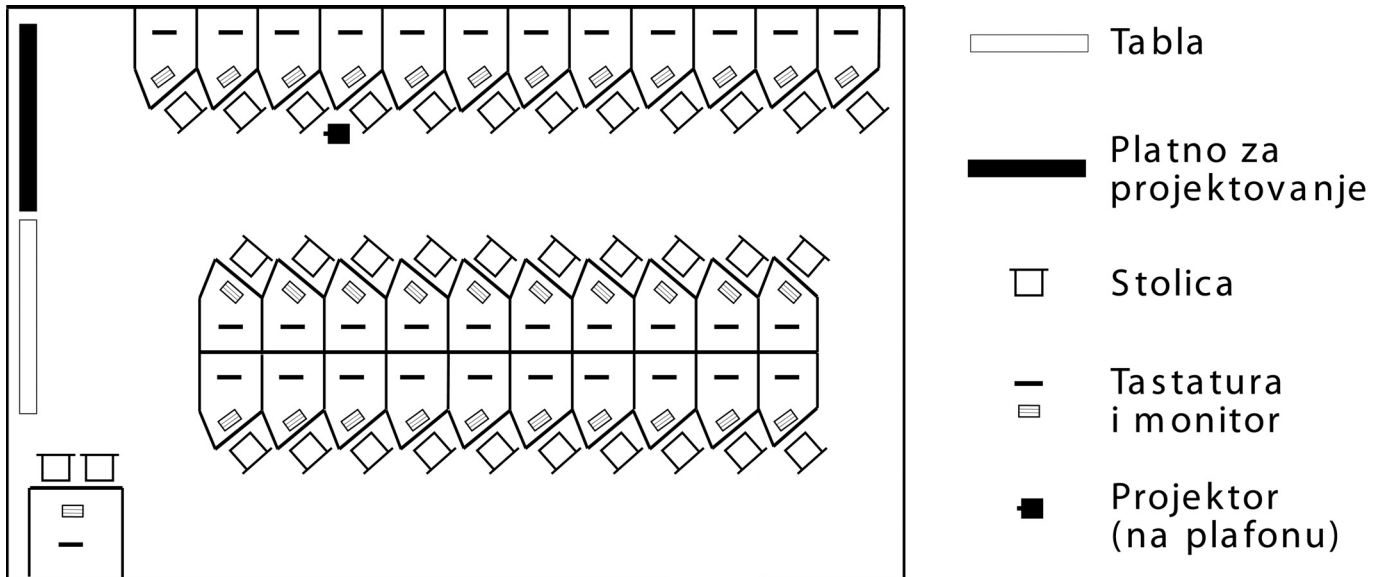 Tabla
Platno za
projektovanje
Stolica
Tastatura
i monitor
Projektor
(na plafonu)